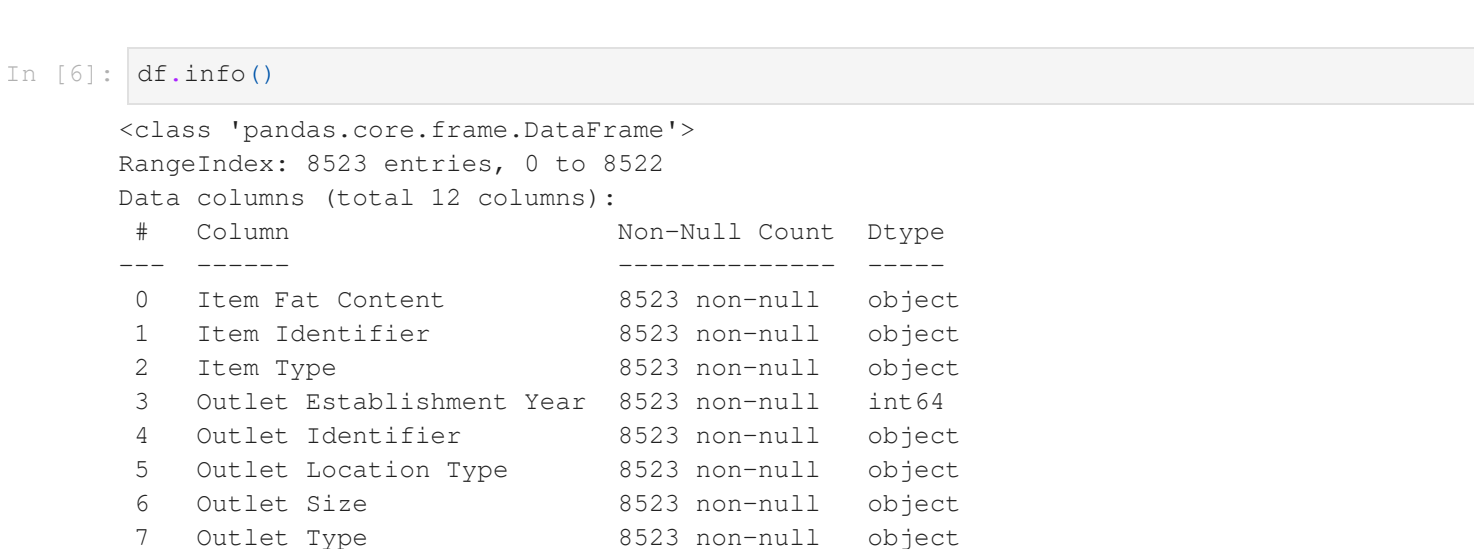 In [6]: df.info()
<class 'pandas.core.frame.DataFrame'>
RangeIndex: 8523 entries, 0 to 8522
Data columns (total 12 columns):
 #   Column                     Non-Null Count  Dtype
---  ------                     --------------  -----
 0   Item Fat Content           8523 non-null   object
 1   Item Identifier            8523 non-null   object
 2   Item Type                  8523 non-null   object
 3   Outlet Establishment Year  8523 non-null   int64
 4   Outlet Identifier          8523 non-null   object
 5   Outlet Location Type       8523 non-null   object
 6   Outlet Size                8523 non-null   object
 7   Outlet Type                8523 non-null   object